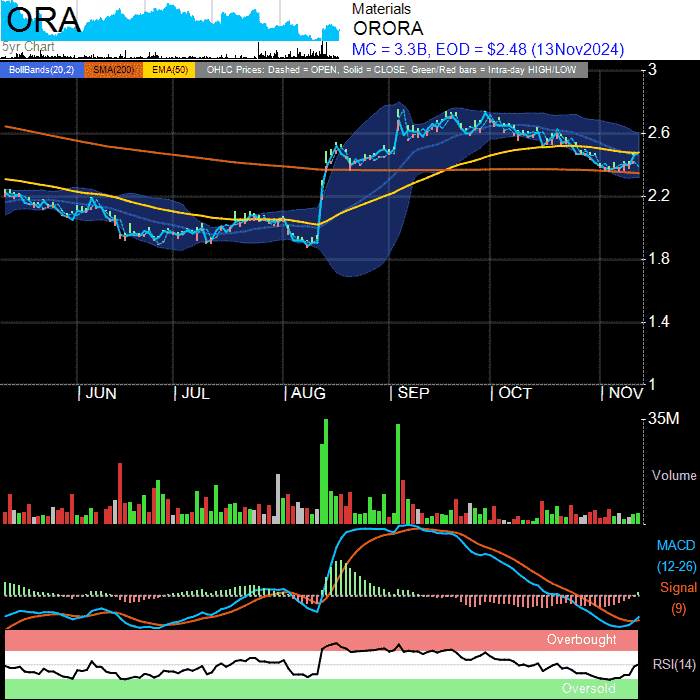 ORA
5yr Chart
Materials
ORORA
MC = 3.3B, EOD = $2.48 (13Nov2024)
BollBands(20,2) SMA(200) EMA(50) OHLC Prices: Dashed = OPEN, Solid = CLOSE, Green/Red bars = Intra-day HIGH/LOW
3
2.6
2.2
1.8
1.4
1
| JUN | JUL | AUG | SEP | OCT | NOV
35M
Volume
MACD
(12-26)
Signal
(9)
Overbought
RSI(14)
Oversold